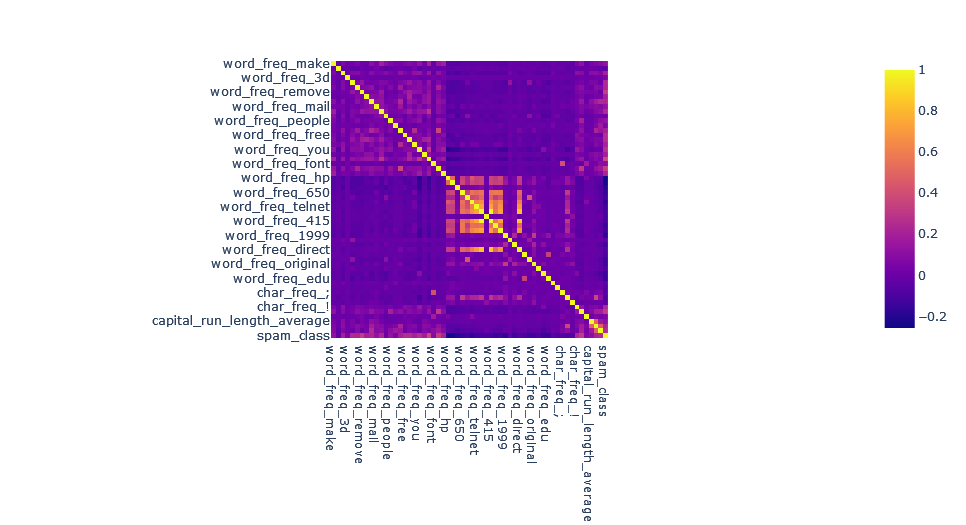 word_freq_make
word_freq_3d
word_freq_remove
word_freq_mail
word_freq_people
word_freq_free
word_freq_you
word_freq_font
word_freq_hp
word_freq_650
word_freq_telnet
word_freq_415
word_freq_1999
word_freq_direct
word_freq_original
word_freq_edu
char_freq_;
char_freq_!
capital_run_length_average
spam_class
word_freq_make
word_freq_3d
word_freq_remove
word_freq_mail
word_freq_people
word_freq_free
word_freq_you
word_freq_font
word_freq_hp
word_freq_650
word_freq_telnet
word_freq_415
word_freq_1999
word_freq_direct
word_freq_original
word_freq_edu
char_freq_;
char_freq_!
capital_run_length_average
spam_class
1
0.8
0.6
0.4
0.2
0
−0.2